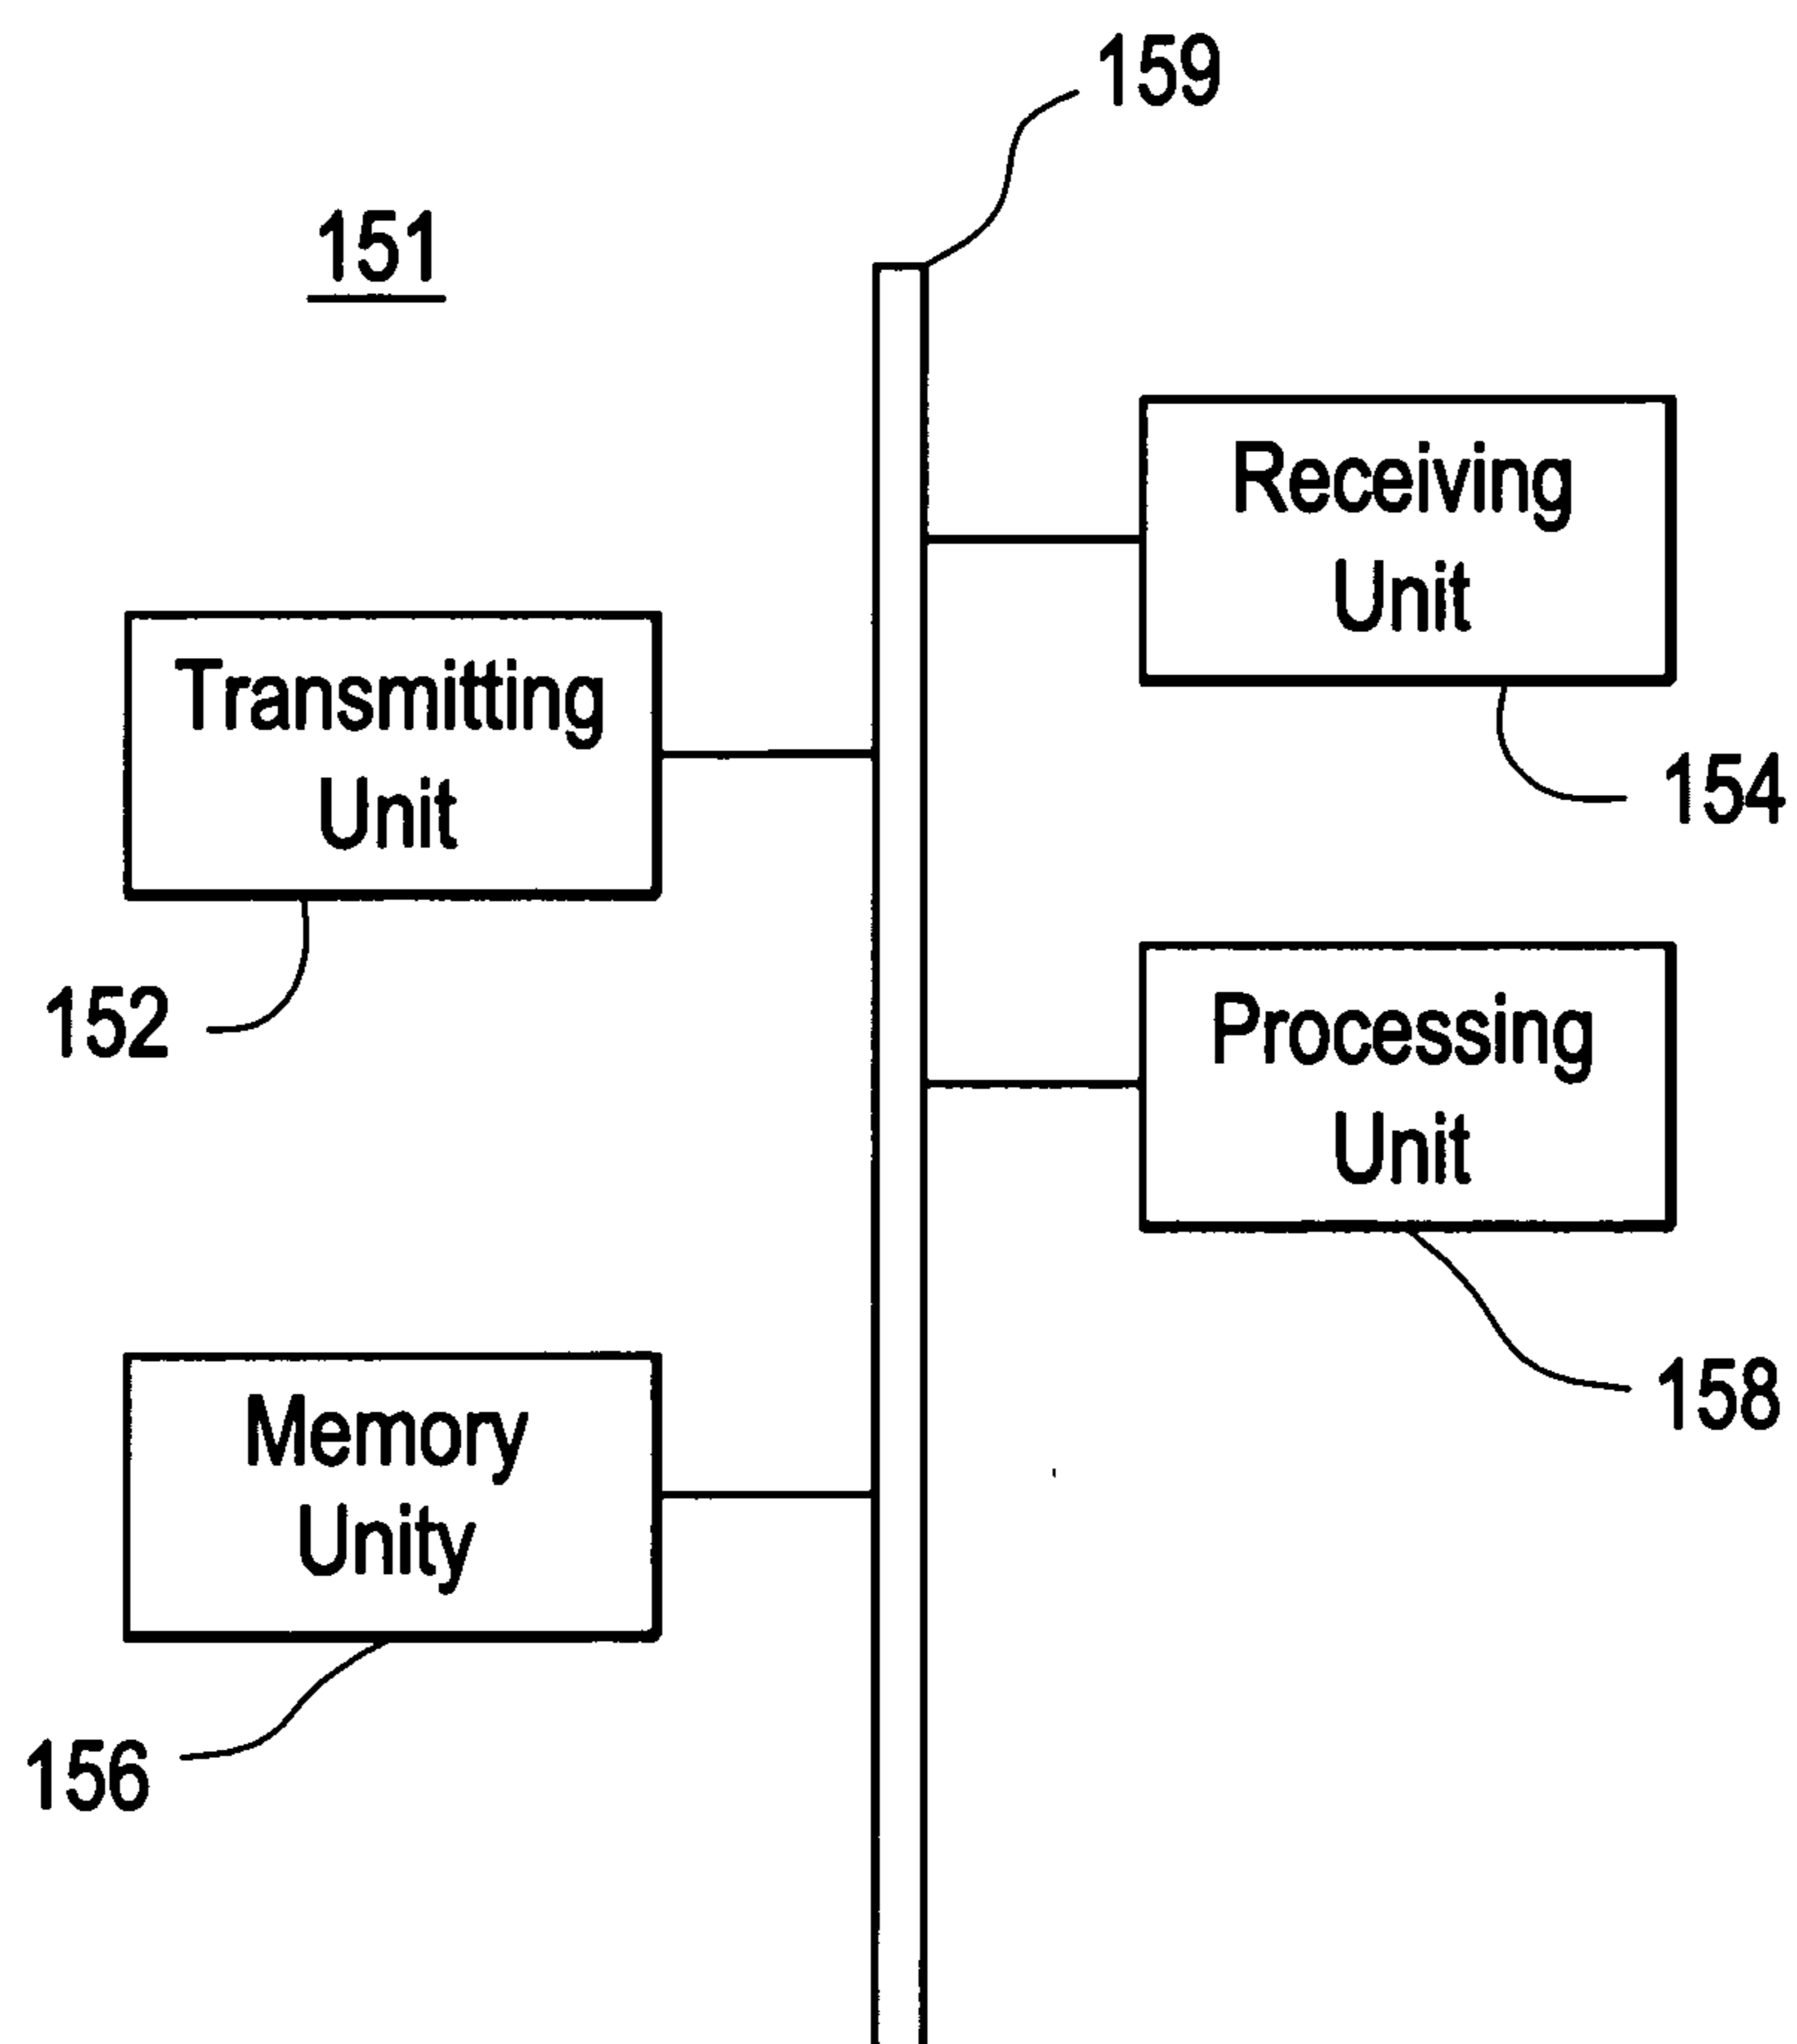 159
151
Receiving
Unit
Transmitting
Unit
154
152
Processing
Unit
158
Memory
Unity
156